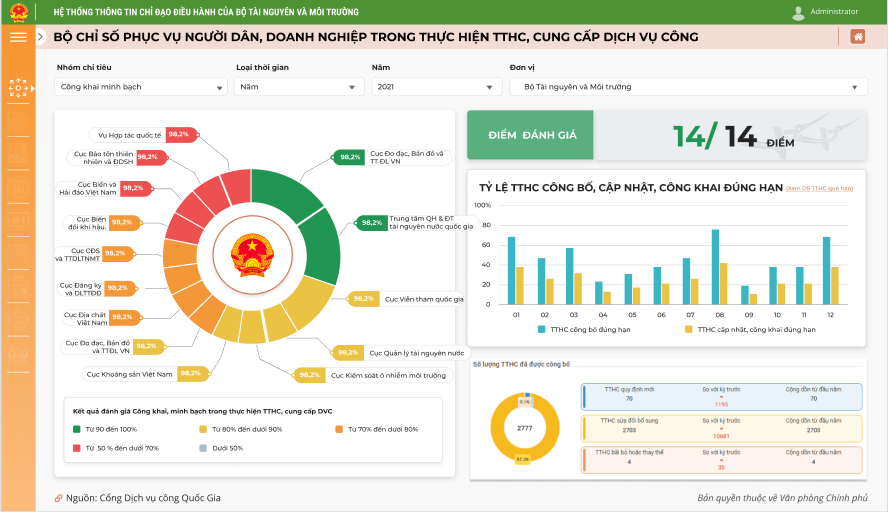 HỆ THỐNG THÔNG TIN CHỈ ĐẠO ĐIỀU HÀNH CỦA BỘ TÀI NGUYÊN VÀ MÔI TRƯỜNG
Administrator
BỘ CHỈ SỐ PHỤC VỤ NGƯỜI DÂN, DOANH NGHIỆP TRONG THỰC HIỆN TTHC, CUNG CẤP DỊCH VỤ CÔNG
Nhóm chỉ tiêu
Loại thời gian
Năm
Đơn vị
Công khai minh bạch
Năm
2021
Bộ Tài nguyên và Môi trường
Vụ Hợp tác quốc tế
98,2%
Cục Bảo tồn thiên
nhiên và ĐDSH
98,2%
Cục Biển và
Hải đảo Việt Nam
98,2%
Cục Biến
đổi khí hậu.
98,2%
Cục CĐS
và TTDLTNMT
98,2%
Cục Đăng ký
và DLTTĐĐ
98,2%
Cục Địa chất
Việt Nam
98,2%
Cục Đo đạc, Bản đồ
và TTĐL VN
98,2%
Cục Khoáng sản Việt Nam
98,2%
98,2%
Cục Đo đạc, Bản đồ và
TT ĐL VN
98,2%
Trung tâm QH & ĐT
tài nguyên nước quốc gia
98,2%
Cục Viễn thám quốc gia
98,2%
Cục Quản lý tài nguyên nước
98,2%
Cục Kiểm soát ô nhiễm môi trường
Kết quả đánh giá Công khai, minh bạch trong thực hiện TTHC, cung cấp DVC
Từ 90 đến 100%
Từ 80% đến dưới 90%
Từ 70% đến dưới 80%
Từ 50 % đến dưới 70%
Dưới 50%
ĐIỂM ĐÁNH GIÁ
14/ 14 ĐIỂM
TỶ LỆ TTHC CÔNG BỐ, CẬP NHẬT, CÔNG KHAI ĐÚNG HẠN
(Xem DS TTHC quá hạn)
100%
80
60
40
20
0
01 02 03 04 05 06 07 08 09 10 11 12
TTHC công bố đúng hạn
TTHC cập nhật, công khai đúng hạn
Số lượng TTHC đã được công bố
0.1%
2777
97.3%
TTHC quy định mới
So với kỳ trước
Cộng dồn từ đầu năm
70
1195
70
TTHC sửa đổi bổ sung
So với kỳ trước
Cộng dồn từ đầu năm
2703
10681
2703
TTHC bãi bỏ hoặc thay thế
So với kỳ trước
Cộng dồn từ đầu năm
4
35
4
Nguồn: Cổng Dịch vụ công Quốc Gia
Bản quyền thuộc về Văn phòng Chính phủ